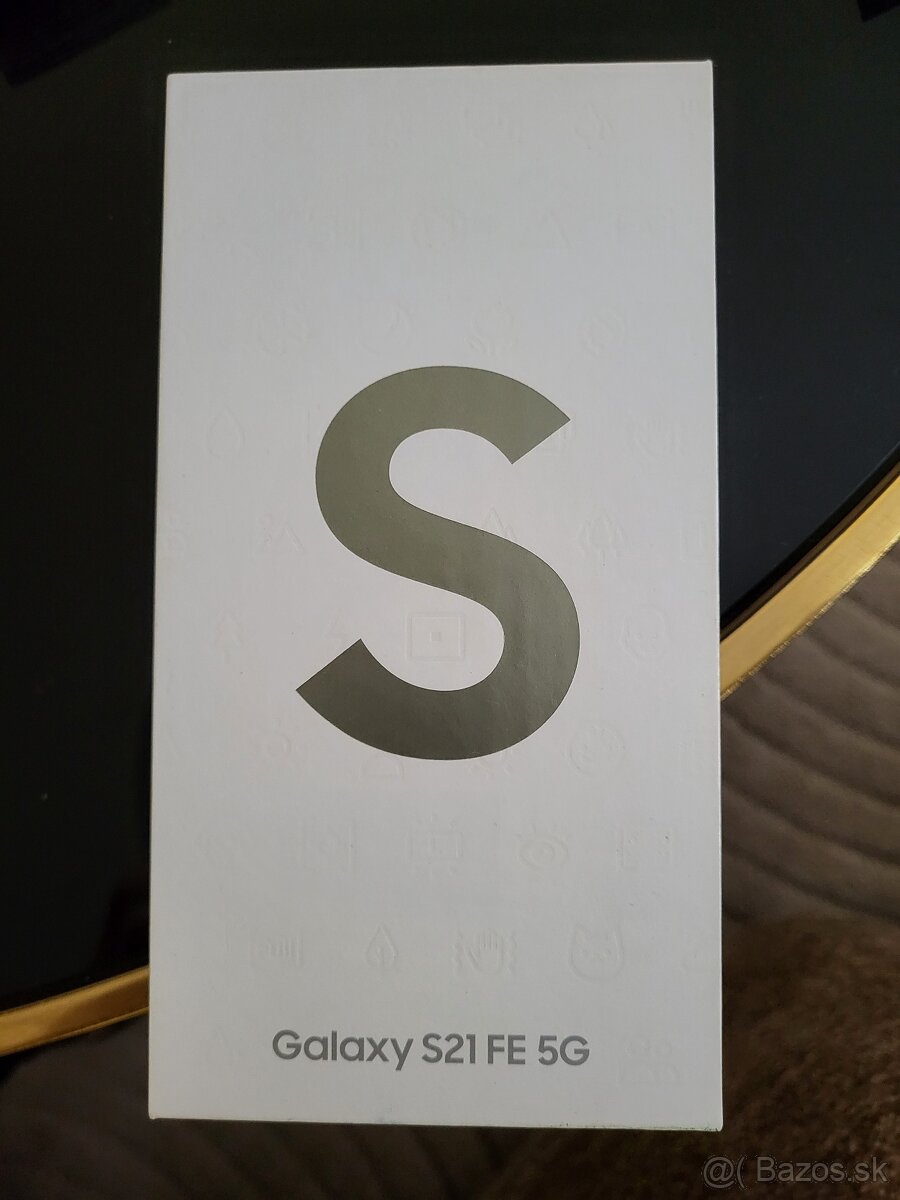 S
Galaxy S21 FE 5G
@( Bazos.sk